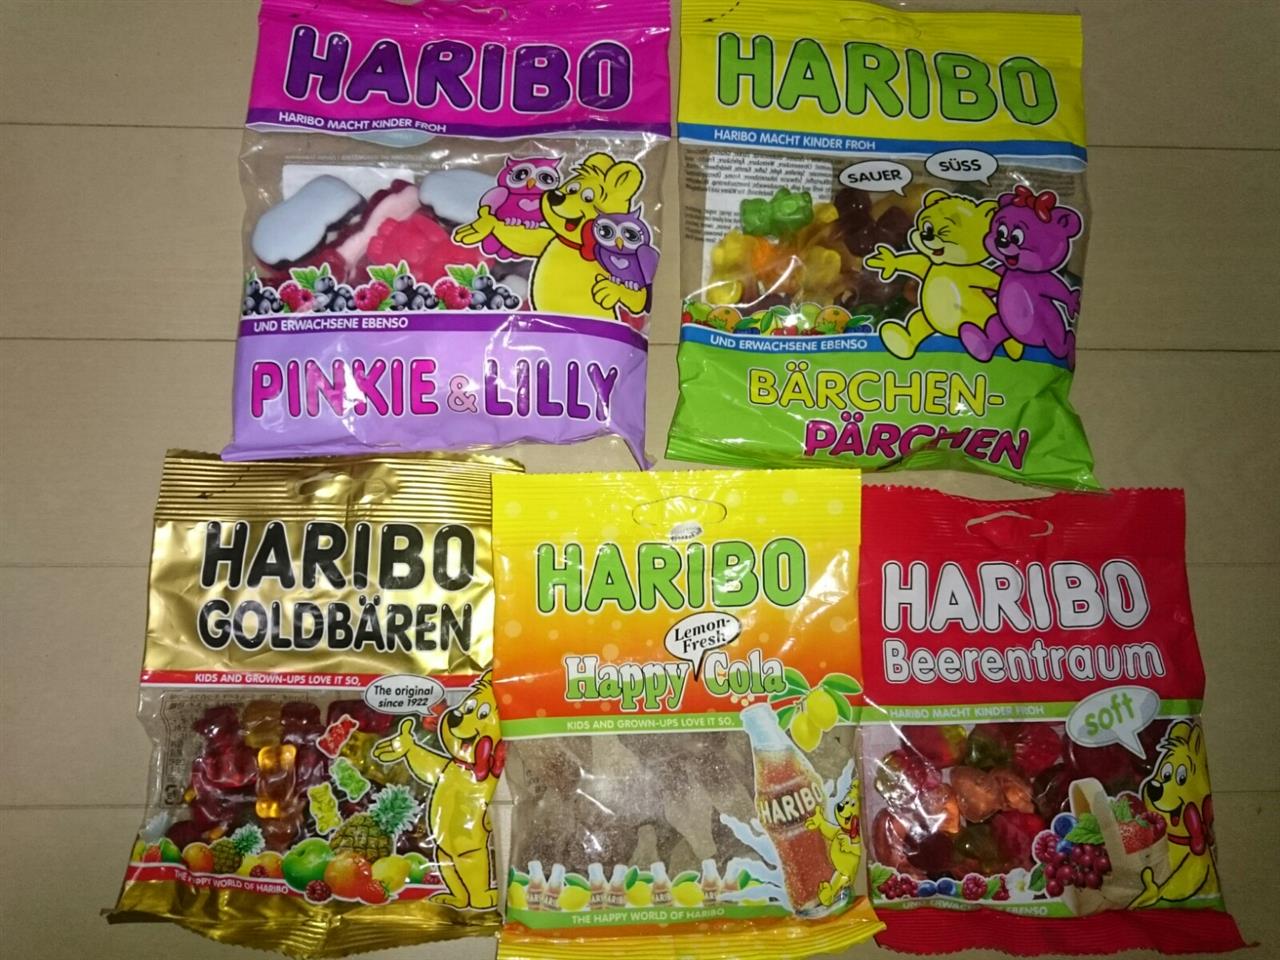 HARIBO
HARIBO MACHT KINDER FROH
UND ERWACHSENE EBENSO
PINKIE & LILLY
HARIBO
HARIBO MACHT KINDER FROH
SAUER
SÜSS
UND ERWACHSENE EBENSO
BÄRCHEN-
PÄRCHEN
HARIBO
GOLDBÄREN
KIDS AND GROWN-UPS LOVE IT SO,
The original
since 1922
THE HAPPY WORLD OF HARIBO
HARIBO
Lemon-
Fresh
Happy Cola
KIDS AND GROWN-UPS LOVE IT SO,
HARIBO
THE HAPPY WORLD OF HARIBO
HARIBO
Beerentraum
HARIBO MACHT KINDER FROH
soft
UND ERWACHSENE EBENSO